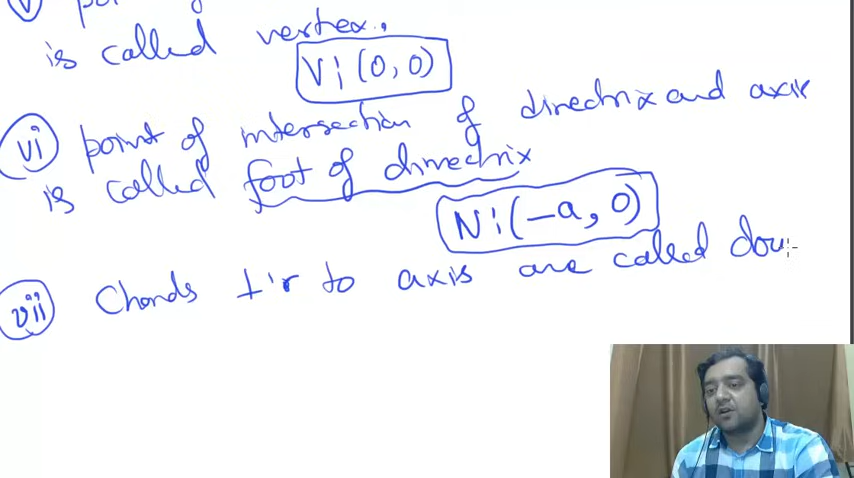 is called vertex.
V : (0, 0)
vi point of intersection of directrix and axis
is called foot of directrix
N : (-a, 0)
vii Chords ⊥'r to axis are called dou